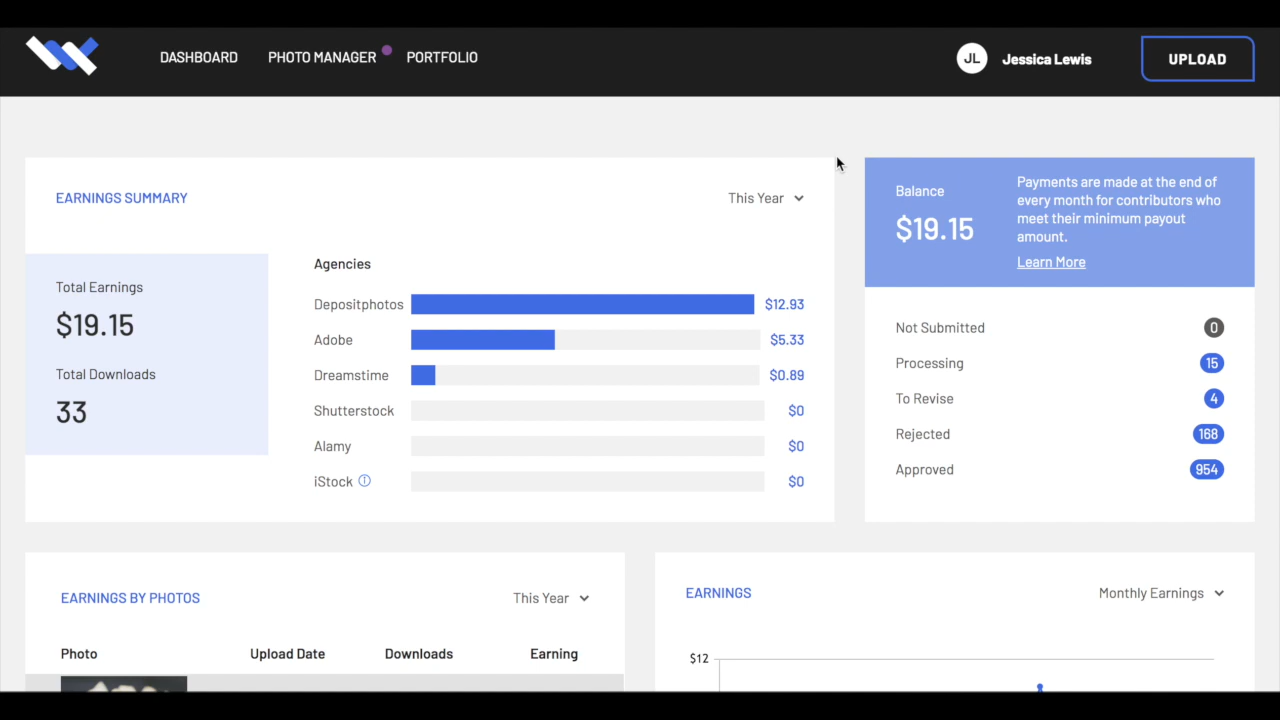 DASHBOARD
PHOTO MANAGER
PORTFOLIO
JL
Jessica Lewis
UPLOAD
EARNINGS SUMMARY
This Year
Total Earnings
$19.15
Total Downloads
33
Agencies
Depositphotos $12.93
Adobe $5.33
Dreamstime $0.89
Shutterstock $0
Alamy $0
iStock $0
Balance
$19.15
Payments are made at the end of
every month for contributors who
meet their minimum payout
amount.
Learn More
Not Submitted 0
Processing 15
To Revise 4
Rejected 168
Approved 954
EARNINGS BY PHOTOS
This Year
Photo Upload Date Downloads Earning
EARNINGS
Monthly Earnings
$12